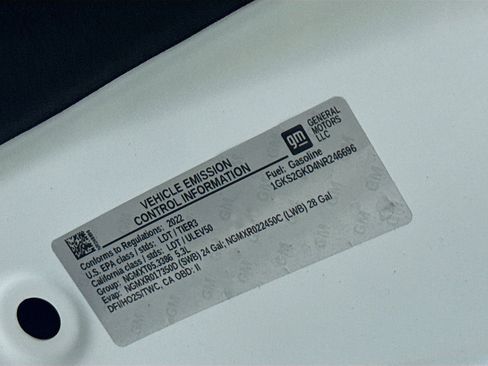 gm GENERAL MOTORS LLC
VEHICLE EMISSION
CONTROL INFORMATION
Fuel: Gasoline
1GKS2GKD4NR246696
Conforms to Regulations: 2022
U.S. EPA class / stds: LDT / TIER3
California class / stds: LDT / ULEV50
Group: NGMXT05.3386 5.3L
Evap: NGMXR017350D (SWB) 24 Gal; NGMXR022450C (LWB) 28 Gal
DFI/HO2S/TWC, CA OBD: II